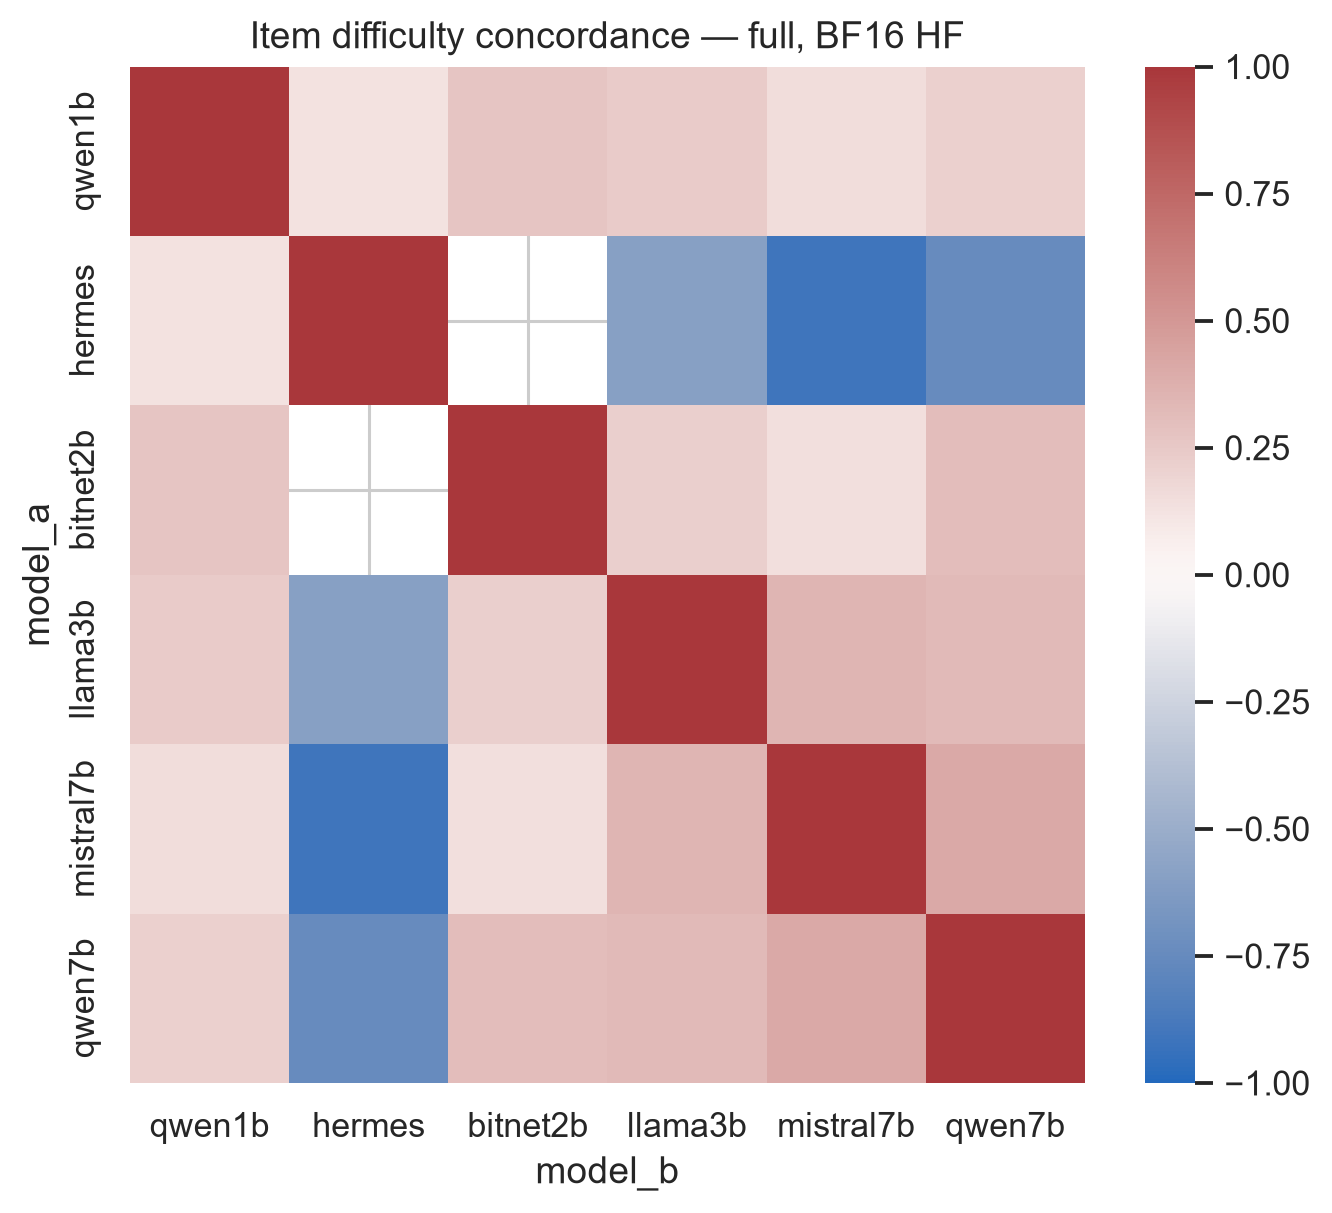 Item difficulty concordance — full, BF16 HF
model_a
qwen1b
hermes
bitnet2b
llama3b
mistral7b
qwen7b
qwen1b
hermes
bitnet2b
llama3b
mistral7b
qwen7b
model_b
1.00
0.75
0.50
0.25
0.00
−0.25
−0.50
−0.75
−1.00